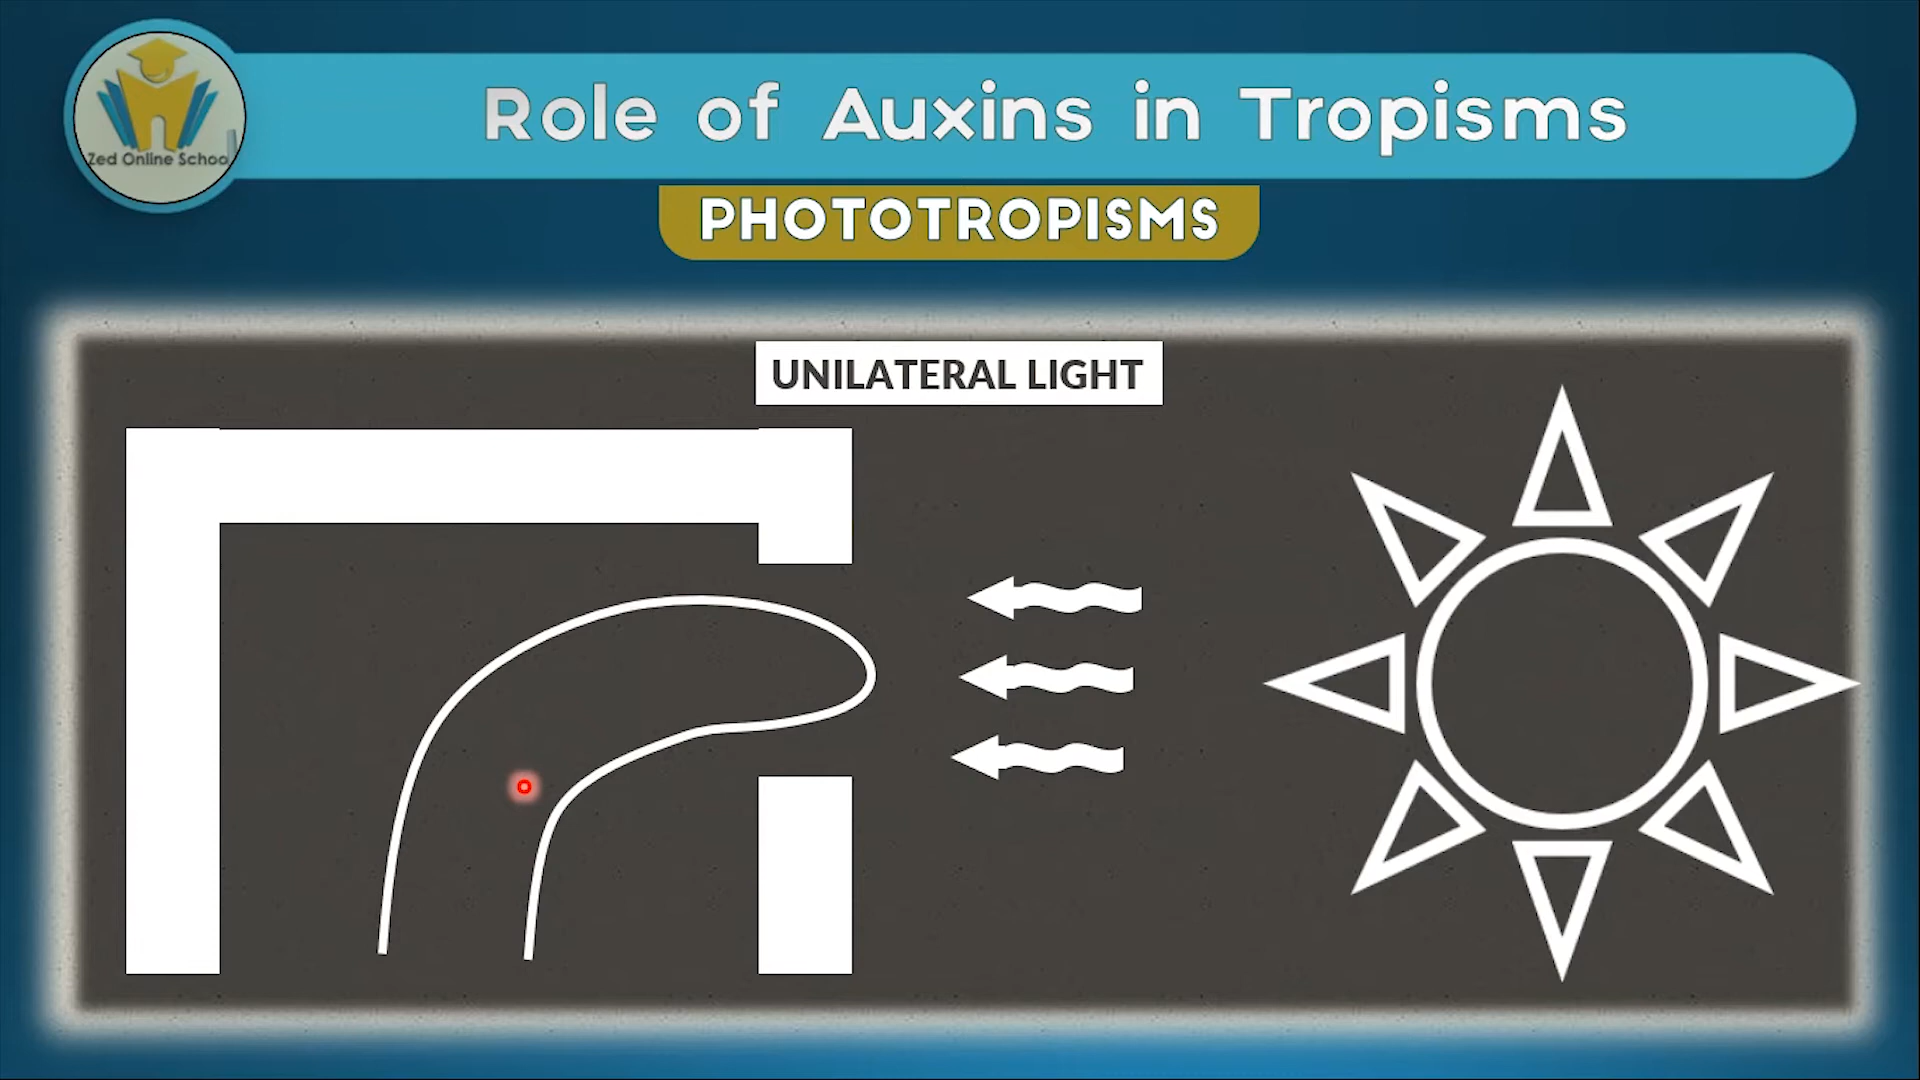 Role of Auxins in Tropisms
Zed Online School
PHOTOTROPISMS
UNILATERAL LIGHT